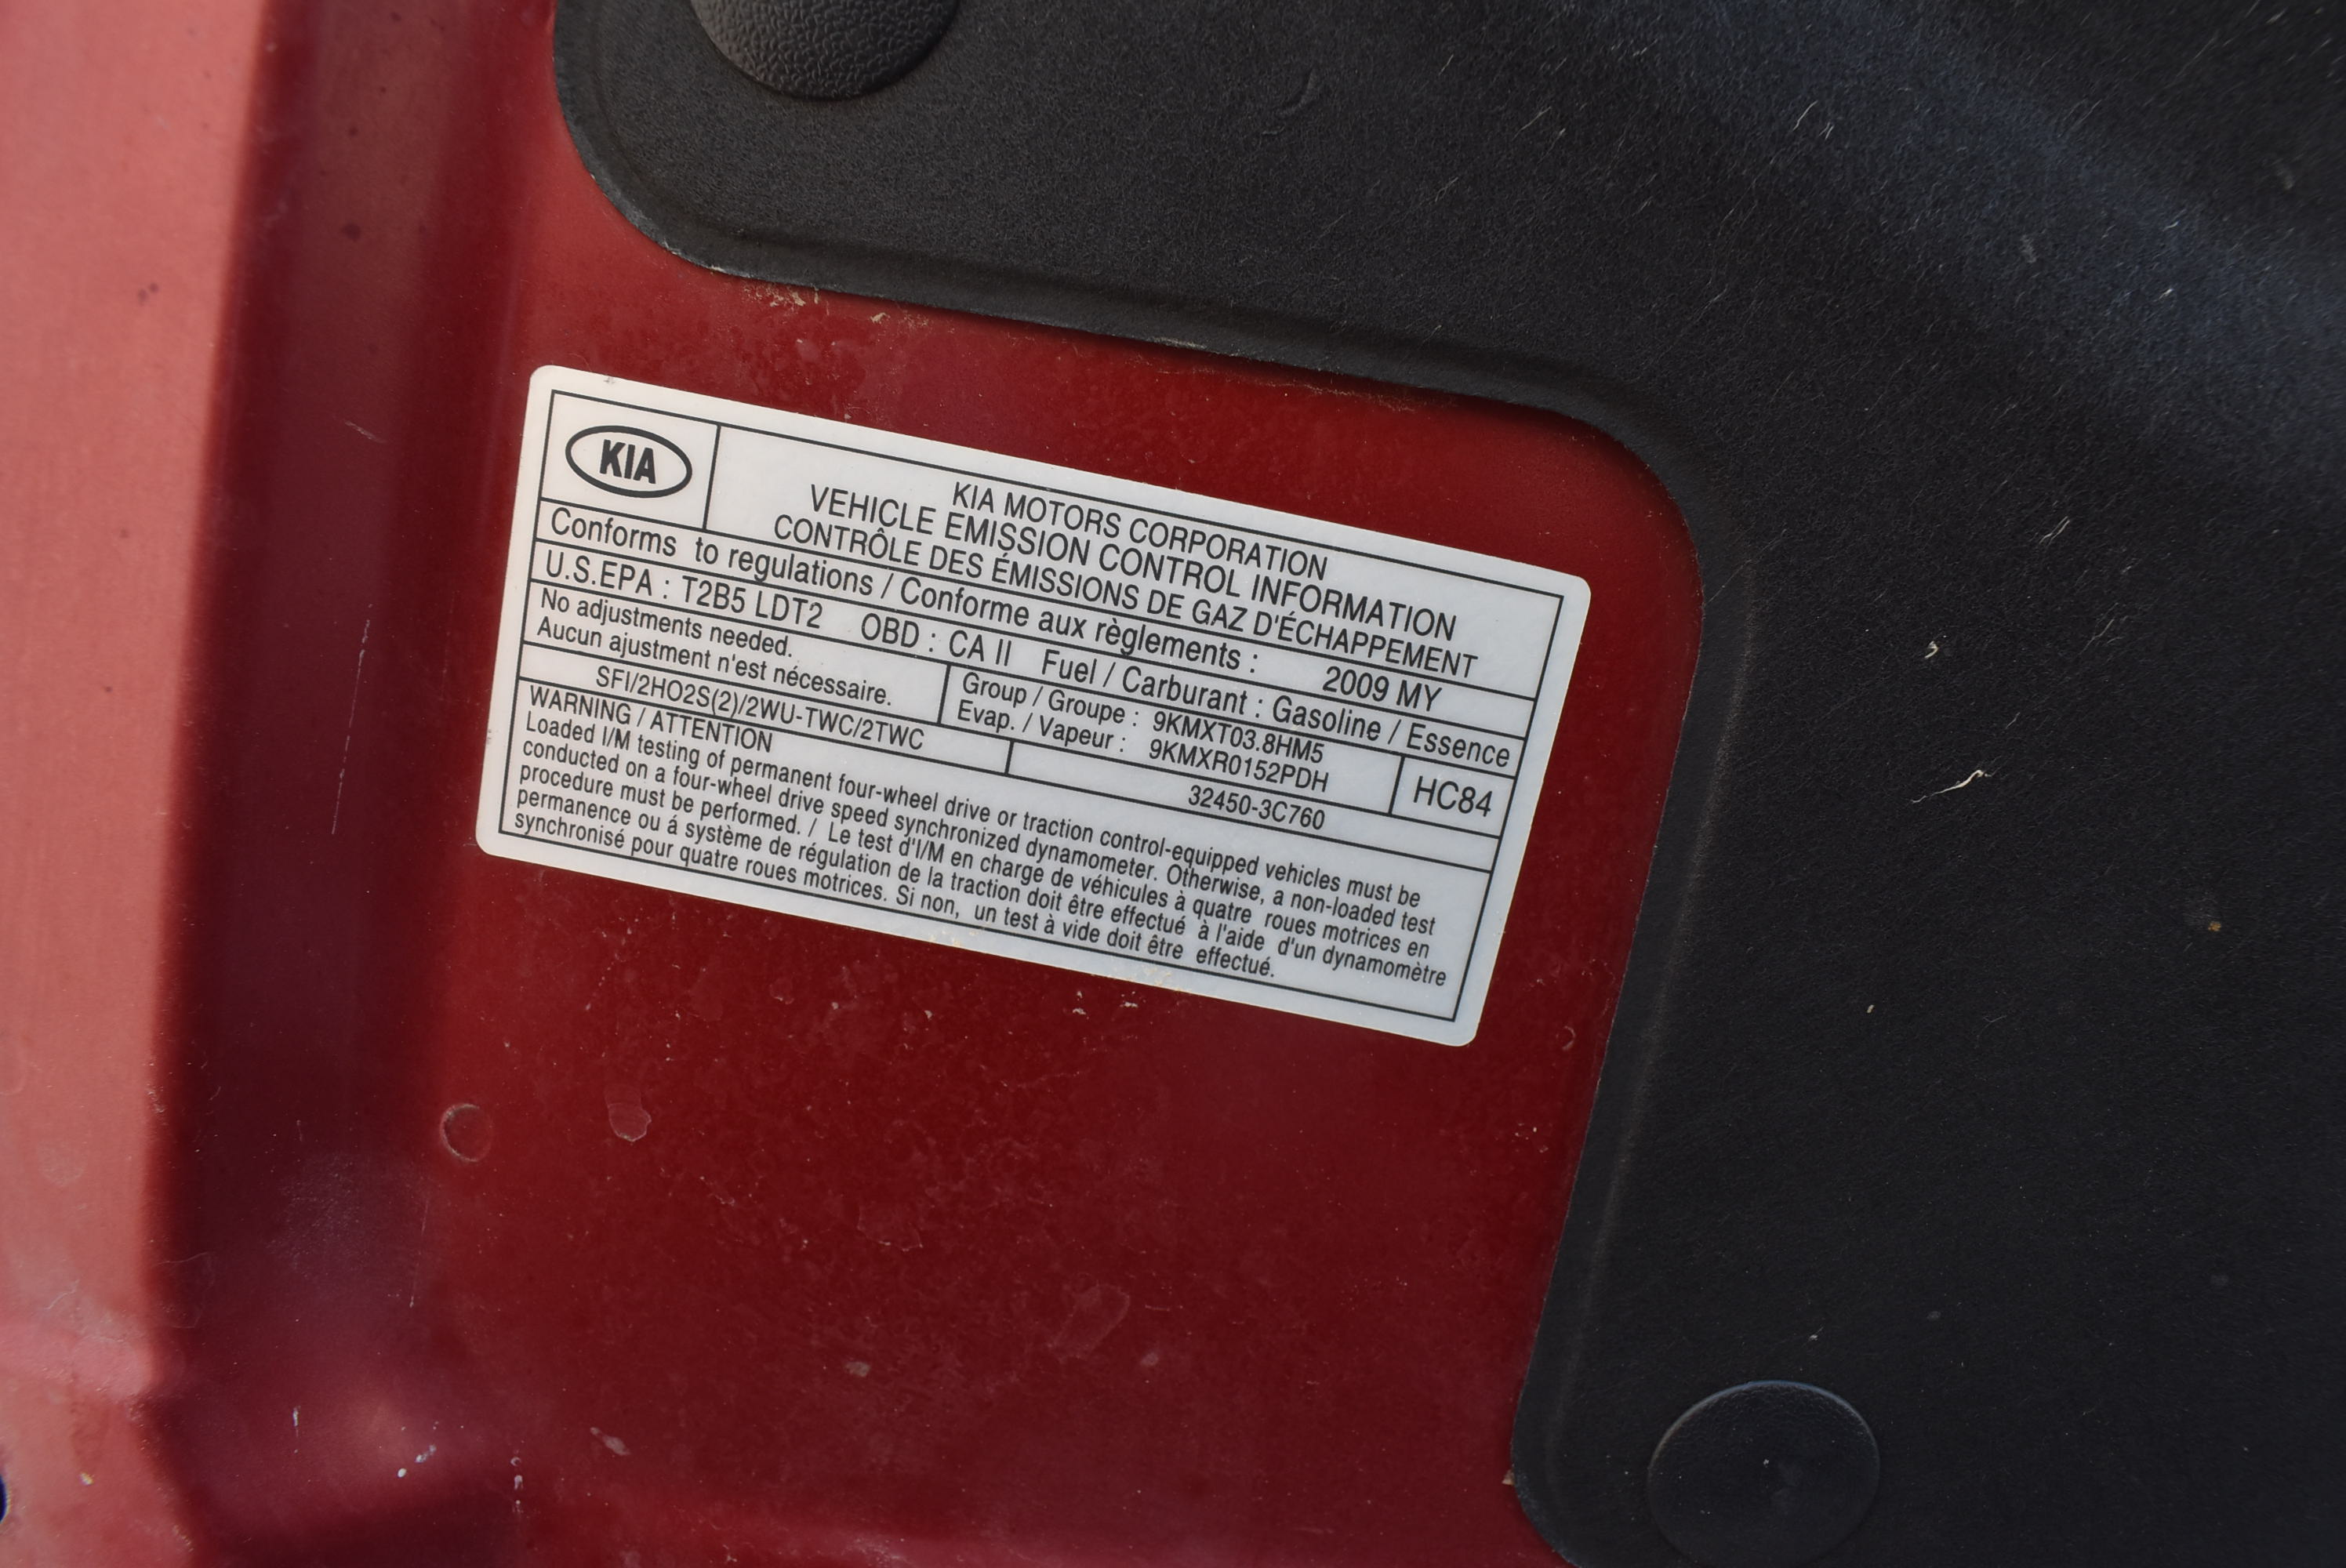 KIA
KIA MOTORS CORPORATION
VEHICLE EMISSION CONTROL INFORMATION
CONTRÔLE DES ÉMISSIONS DE GAZ D'ÉCHAPPEMENT
Conforms to regulations / Conforme aux règlements : 2009 MY
U.S.EPA : T2B5 LDT2 OBD : CA II Fuel / Carburant : Gasoline / Essence
No adjustments needed.
Aucun ajustment n'est nécessaire.
Group / Groupe : 9KMXT03.8HM5
Evap. / Vapeur : 9KMXR0152PDH
HC84
SFI/2HO2S(2)/2WU-TWC/2TWC
32450-3C760
WARNING / ATTENTION
Loaded I/M testing of permanent four-wheel drive or traction control-equipped vehicles must be
conducted on a four-wheel drive speed synchronized dynamometer. Otherwise, a non-loaded test
procedure must be performed. / Le test d'I/M en charge de véhicules à quatre roues motrices en
permanence ou á système de régulation de la traction doit être effectué à l'aide d'un dynamomètre
synchronisé pour quatre roues motrices. Si non, un test à vide doit être effectué.